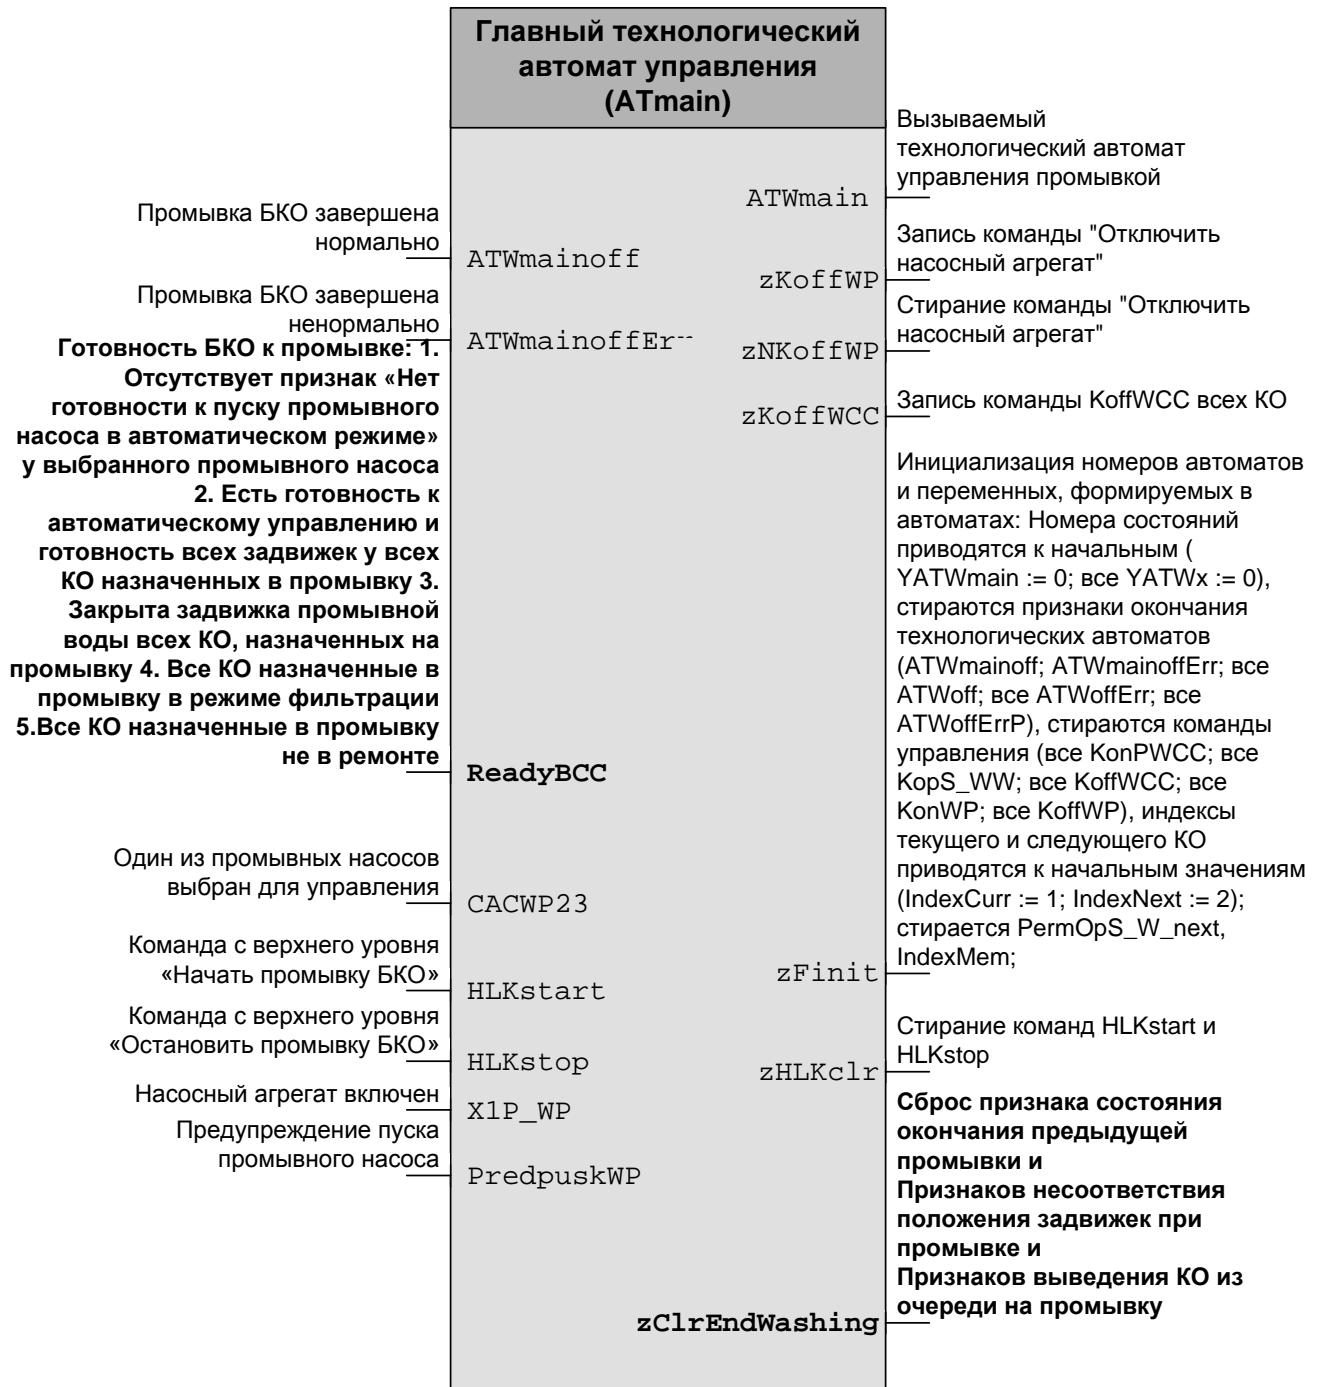 Главный технологический
автомат управления
(ATmain)
Промывка БКО завершена
нормально
ATWmainoff
Промывка БКО завершена
ненормально
Готовность БКО к промывке: 1.
Отсутствует признак «Нет
готовности к пуску промывного
насоса в автоматическом режиме»
у выбранного промывного насоса
2. Есть готовность к
автоматическому управлению и
готовность всех задвижек у всех
КО назначенных в промывку 3.
Закрыта задвижка промывной
воды всех КО, назначенных на
промывку 4. Все КО назначенные в
промывку в режиме фильтрации
5.Все КО назначенные в промывку
не в ремонте
ReadyBCC
Один из промывных насосов
выбран для управления
CACWP23
Команда с верхнего уровня
«Начать промывку БКО»
HLKstart
Команда с верхнего уровня
«Остановить промывку БКО»
HLKstop
Насосный агрегат включен
X1P_WP
Предупреждение пуска
промывного насоса
PredpuskWP
Вызываемый
технологический автомат
управления промывкой
ATWmain
Запись команды "Отключить
насосный агрегат"
zKoffWP
Стирание команды "Отключить
насосный агрегат"
zNKoffWP
Запись команды KoffWCC всех КО
zKoffWCC
Инициализация номеров автоматов
и переменных, формируемых в
автоматах: Номера состояний
приводятся к начальным (
YATWmain := 0; все YATWx := 0),
стираются признаки окончания
технологических автоматов
(ATWmainoff; ATWmainoffErr; все
ATWoff; все ATWoffErr; все
ATWoffErrP), стираются команды
управления (все KonPWCC; все
KopS_WW; все KoffWCC; все
KonWP; все KoffWP), индексы
текущего и следующего КО
приводятся к начальным значениям
(IndexCurr := 1; IndexNext := 2);
стирается PermOpS_W_next,
IndexMem;
zFinit
Стирание команд HLKstart и
HLKstop
zHLKclr
Сброс признака состояния
окончания предыдущей
промывки и
Признаков несоответствия
положения задвижек при
промывке и
Признаков выведения КО из
очереди на промывку
zClrEndWashing